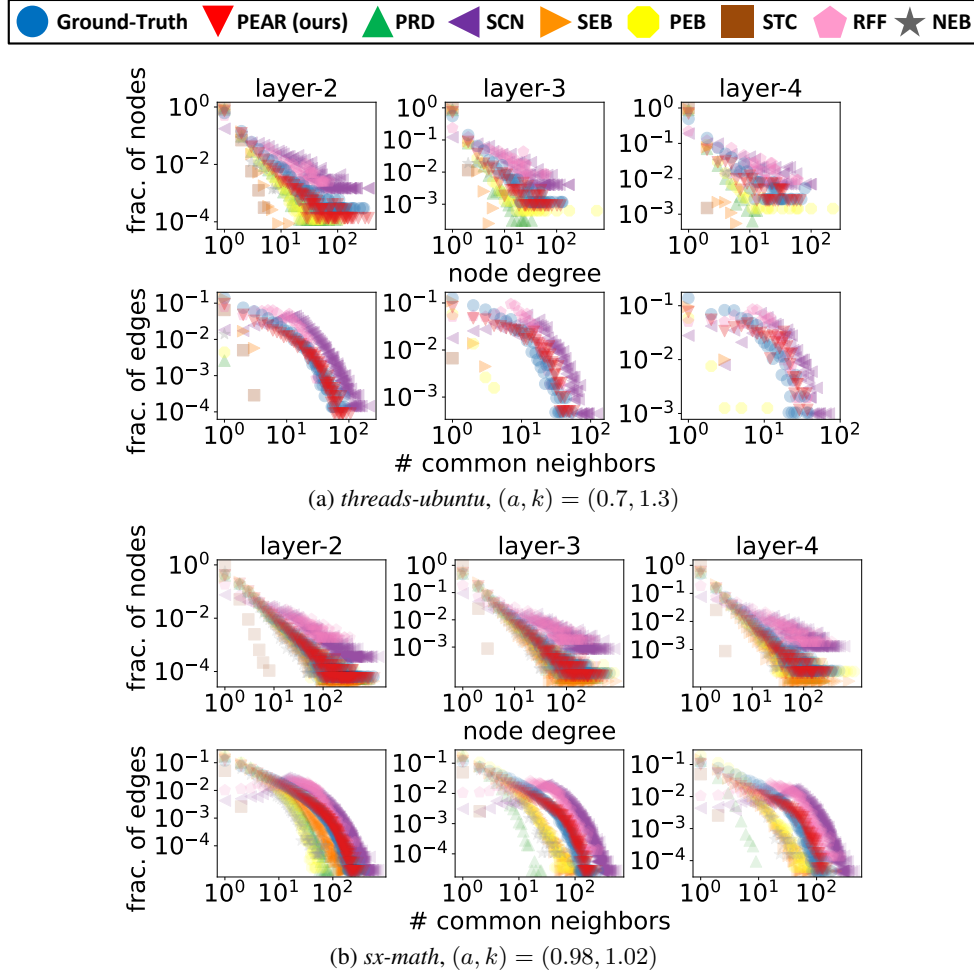 Ground-Truth PEAR (ours) PRD SCN SEB PEB STC RFF NEB
layer-2 layer-3 layer-4
frac. of nodes
10^0 10^-2 10^-4
10^0 10^-1 10^-2 10^-3
10^0 10^-1 10^-2 10^-3
10^0 10^1 10^2 10^0 10^1 10^2 10^0 10^1 10^2
node degree
frac. of edges
10^-1 10^-2 10^-3 10^-4
10^-1 10^-2 10^-3
10^-1 10^-2 10^-3
10^0 10^1 10^2 10^0 10^1 10^2 10^0 10^1 10^2
# common neighbors
(a) threads-ubuntu, (a, k) = (0.7, 1.3)
layer-2 layer-3 layer-4
frac. of nodes
10^0 10^-2 10^-4
10^0 10^-1 10^-2 10^-3
10^0 10^-1 10^-2 10^-3
10^0 10^1 10^2 10^0 10^1 10^2 10^0 10^1 10^2
node degree
frac. of edges
10^-1 10^-2 10^-3 10^-4
10^-1 10^-2 10^-3 10^-4
10^-1 10^-2 10^-3 10^-4
10^0 10^1 10^2 10^0 10^1 10^2 10^0 10^1 10^2
# common neighbors
(b) sx-math, (a, k) = (0.98, 1.02)